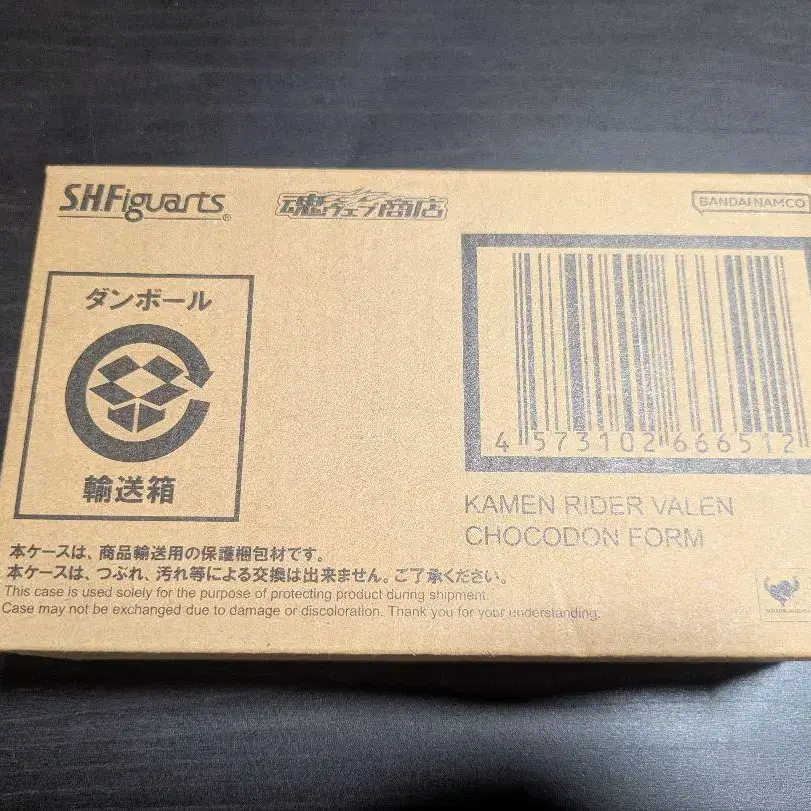 S.H.Figuarts®
魂ウェブ商店
BANDAI NAMCO
ダンボール
輸送箱
4 573102 666512
KAMEN RIDER VALEN
CHOCODON FORM
本ケースは、商品輸送用の保護梱包材です。
本ケースは、つぶれ、汚れ等による交換は出来ません。ご了承ください。
This case is used solely for the purpose of protecting product during shipment.
Case may not be exchanged due to damage or discoloration. Thank you for your understanding.